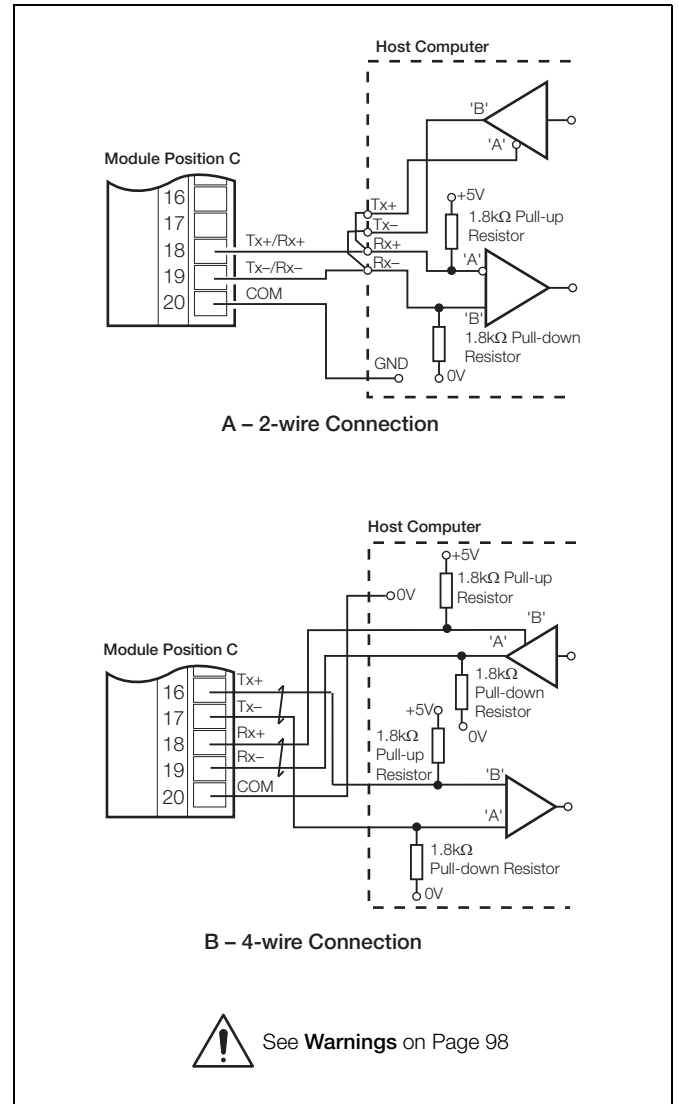 Host Computer
'B'
'A'
Module Position C
16
17
18
19
20
Tx+/Rx+
Tx–/Rx–
COM
Tx+
Tx–
Rx+
Rx–
+5V
1.8kΩ Pull-up
Resistor
'A'
'B'
1.8kΩ Pull-down
Resistor
GND
0V
A – 2-wire Connection
Host Computer
+5V
1.8kΩ Pull-up
Resistor
0V
'B'
'A'
Module Position C
16
17
18
19
20
Tx+
Tx–
Rx+
Rx–
COM
1.8kΩ
Pull-down
Resistor
0V
+5V
1.8kΩ
Pull-up
Resistor
'B'
'A'
1.8kΩ
Pull-down Resistor
0V
B – 4-wire Connection
See Warnings on Page 98